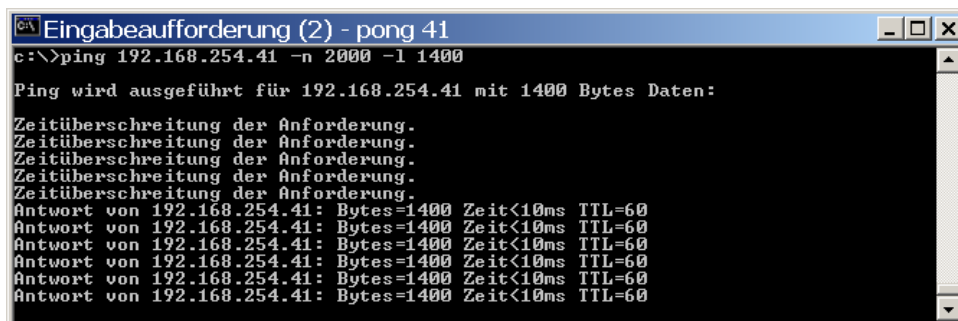 Eingabeaufforderung (2) - pong 41
c:\>ping 192.168.254.41 -n 2000 -l 1400
Ping wird ausgeführt für 192.168.254.41 mit 1400 Bytes Daten:
Zeitüberschreitung der Anforderung.
Zeitüberschreitung der Anforderung.
Zeitüberschreitung der Anforderung.
Zeitüberschreitung der Anforderung.
Zeitüberschreitung der Anforderung.
Antwort von 192.168.254.41: Bytes=1400 Zeit<10ms TTL=60
Antwort von 192.168.254.41: Bytes=1400 Zeit<10ms TTL=60
Antwort von 192.168.254.41: Bytes=1400 Zeit<10ms TTL=60
Antwort von 192.168.254.41: Bytes=1400 Zeit<10ms TTL=60
Antwort von 192.168.254.41: Bytes=1400 Zeit<10ms TTL=60
Antwort von 192.168.254.41: Bytes=1400 Zeit<10ms TTL=60